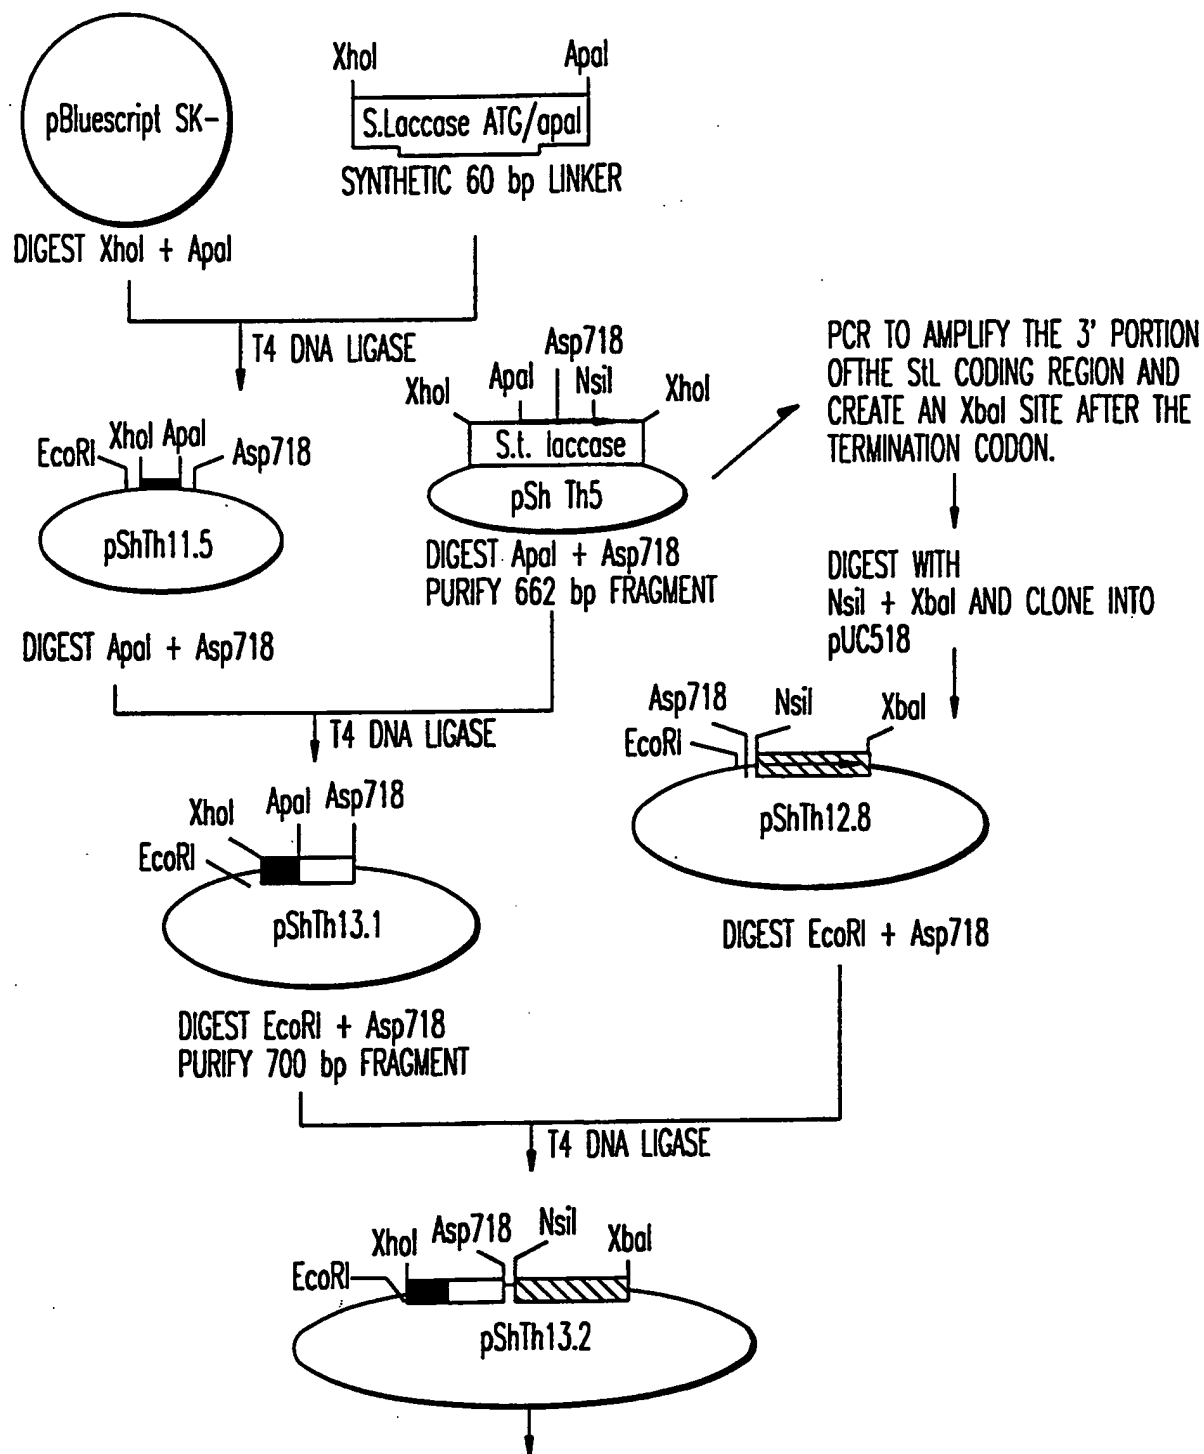 pBluescript SK-
XhoI
ApaI
S.Laccase ATG/apaI
SYNTHETIC 60 bp LINKER
DIGEST XhoI + ApaI
T4 DNA LIGASE
PCR TO AMPLIFY THE 3' PORTION
OFTHE StL CODING REGION AND
CREATE AN XbaI SITE AFTER THE
TERMINATION CODON.
XhoI
ApaI
Asp718
NsiI
XhoI
S.t. laccase
pSh Th5
DIGEST ApaI + Asp718
PURIFY 662 bp FRAGMENT
EcoRI
XhoI
ApaI
Asp718
pShTh11.5
DIGEST ApaI + Asp718
DIGEST WITH
NsiI + XbaI AND CLONE INTO
pUC518
T4 DNA LIGASE
Asp718
NsiI
XbaI
EcoRI
pShTh12.8
DIGEST EcoRI + Asp718
XhoI
ApaI
Asp718
EcoRI
pShTh13.1
DIGEST EcoRI + Asp718
PURIFY 700 bp FRAGMENT
T4 DNA LIGASE
EcoRI
XhoI
Asp718
NsiI
XbaI
pShTh13.2